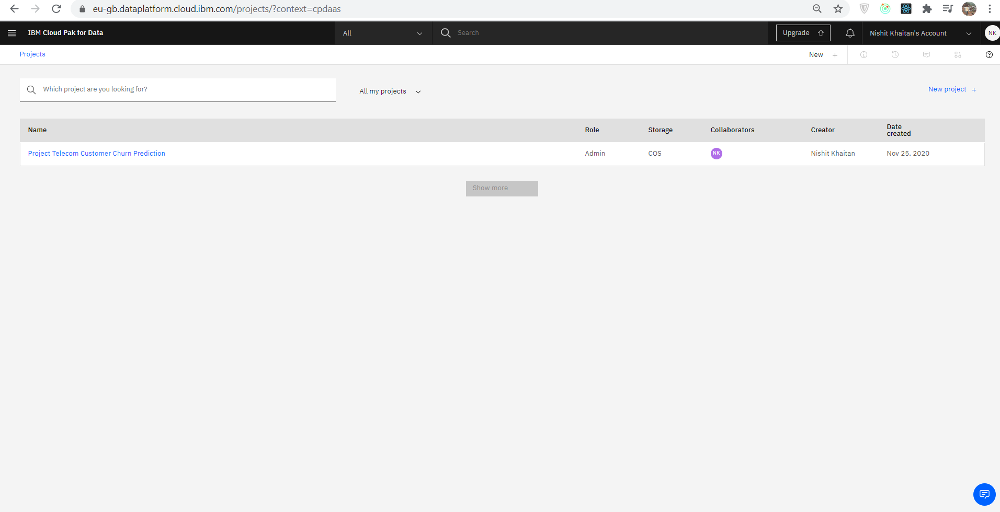 eu-gb.dataplatform.cloud.ibm.com/projects/?context=cpdaas
IBM Cloud Pak for Data
All
Search
Upgrade
Nishit Khaitan's Account
NK
Projects
New +
Which project are you looking for?
All my projects
New project +
Name Role Storage Collaborators Creator Date created
Project Telecom Customer Churn Prediction Admin COS NK Nishit Khaitan Nov 25, 2020
Show more